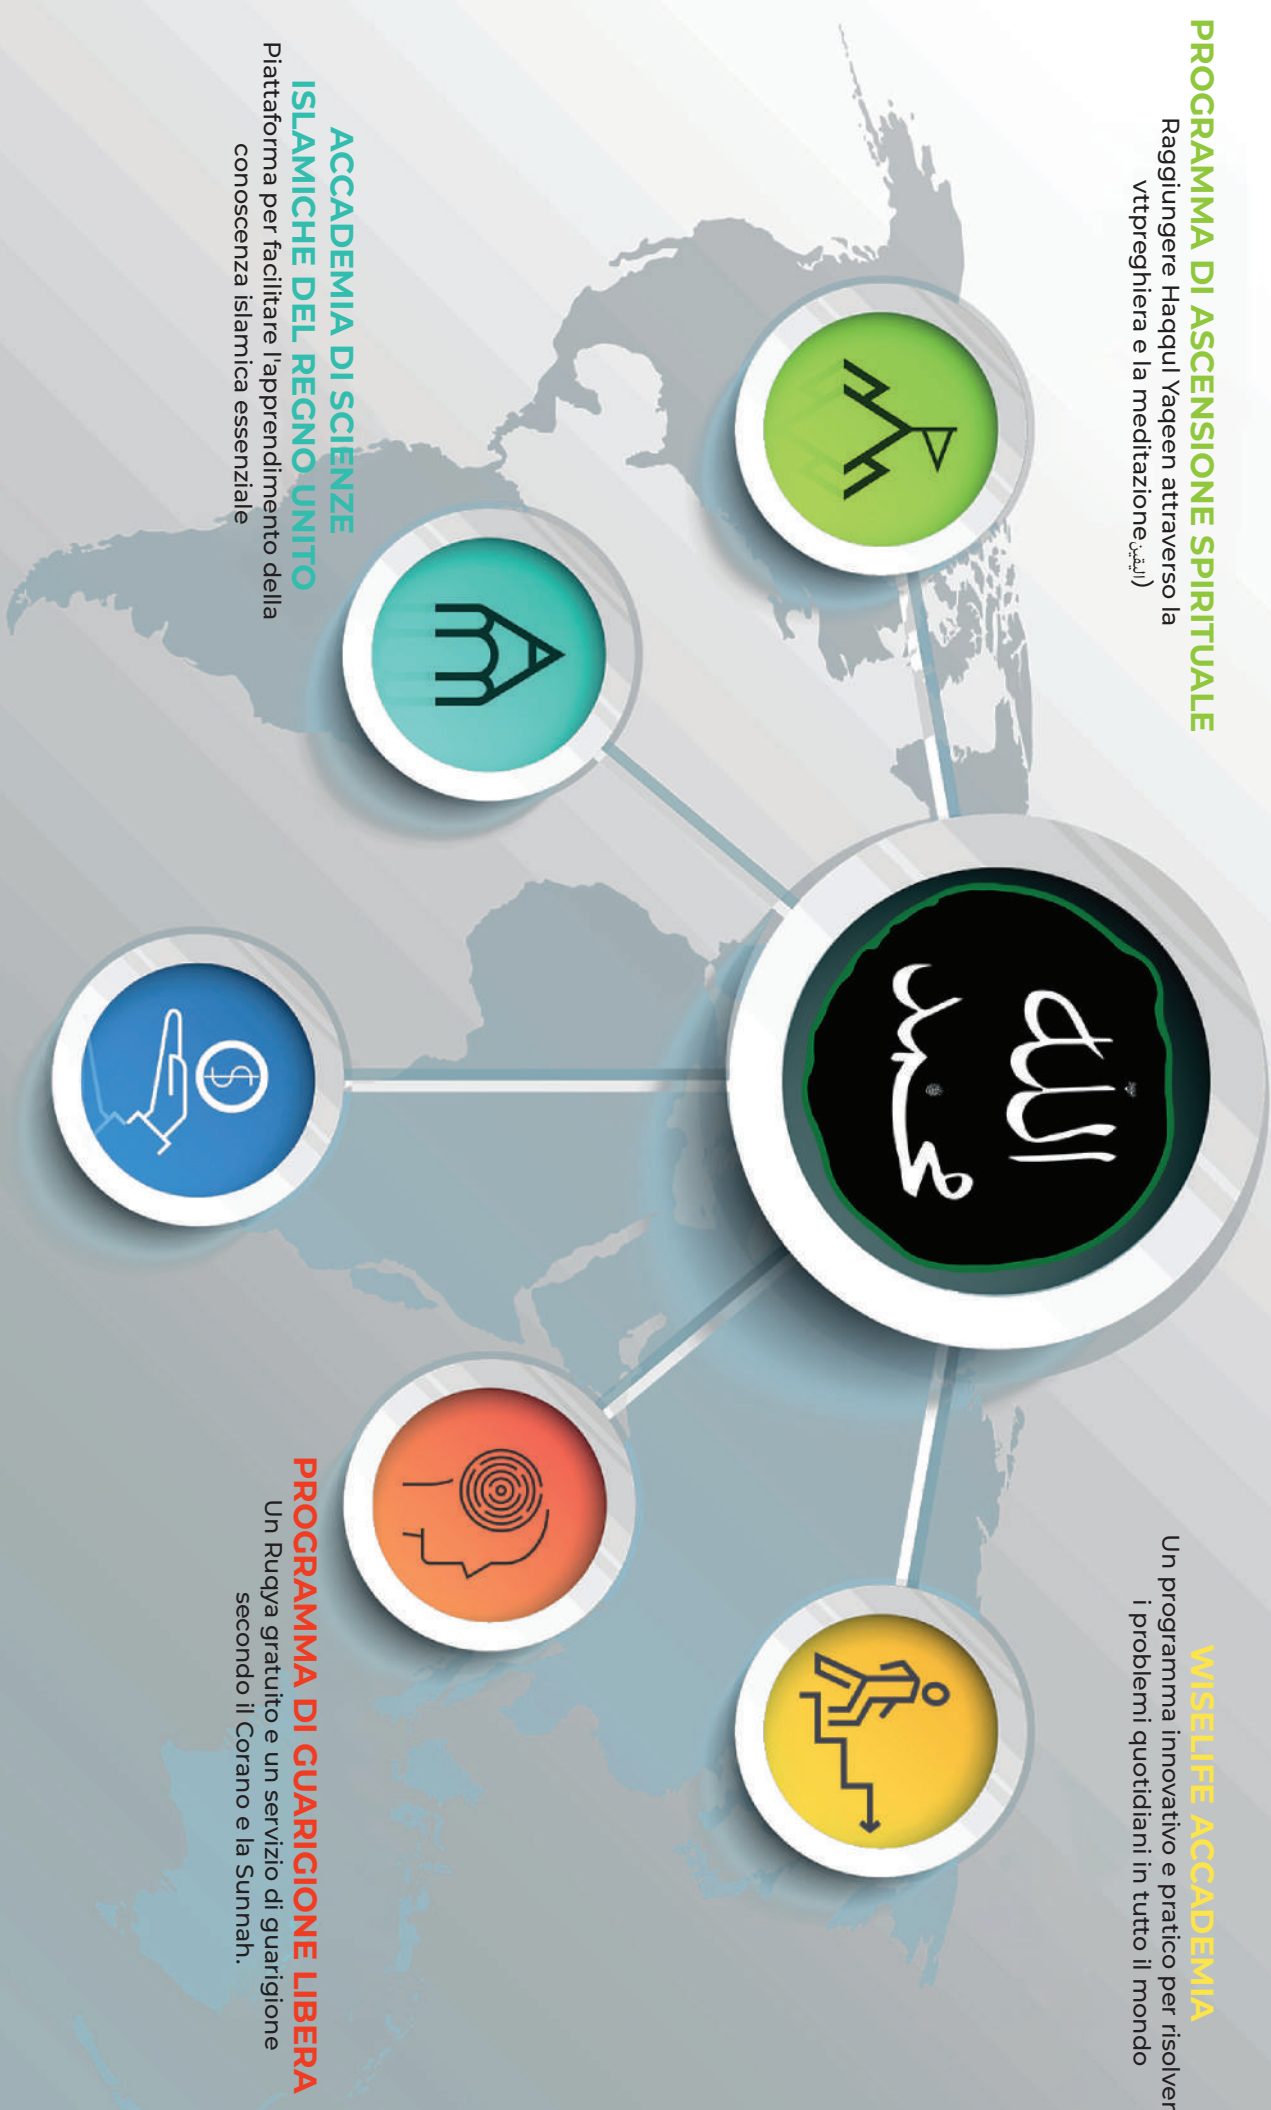 PROGRAMMA DI ASCENSIONE SPIRITUALE
Raggiungere Haqqul Yaqeen attraverso la
vttpreghiera e la meditazione اليقين)
WISELIFE ACCADEMIA
Un programma innovativo e pratico per risolver
i problemi quotidiani in tutto il mondo
الله
محمد
ACCADEMIA DI SCIENZE
ISLAMICHE DEL REGNO UNITO
Piattaforma per facilitare l'apprendimento della
conoscenza islamica essenziale
PROGRAMMA DI GUARIGIONE LIBERA
Un Ruqya gratuito e un servizio di guarigione
secondo il Corano e la Sunnah.
$